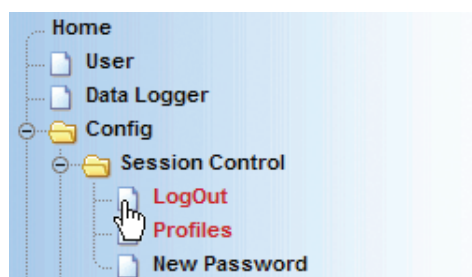 Home
User
Data Logger
Config
Session Control
LogOut
Profiles
New Password